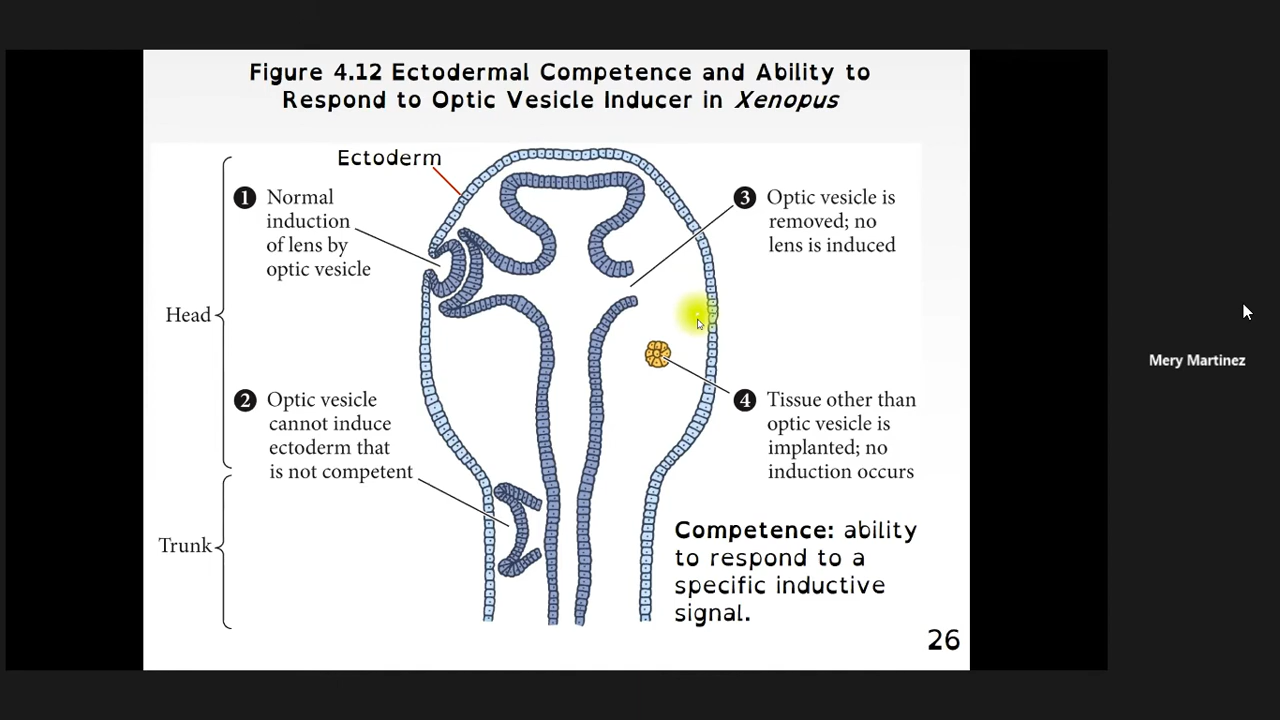 Figure 4.12 Ectodermal Competence and Ability to
Respond to Optic Vesicle Inducer in Xenopus
Ectoderm
1 Normal
induction
of lens by
optic vesicle
3 Optic vesicle is
removed; no
lens is induced
Head
Mery Martinez
2 Optic vesicle
cannot induce
ectoderm that
is not competent
4 Tissue other than
optic vesicle is
implanted; no
induction occurs
Trunk
Competence: ability
to respond to a
specific inductive
signal.
26